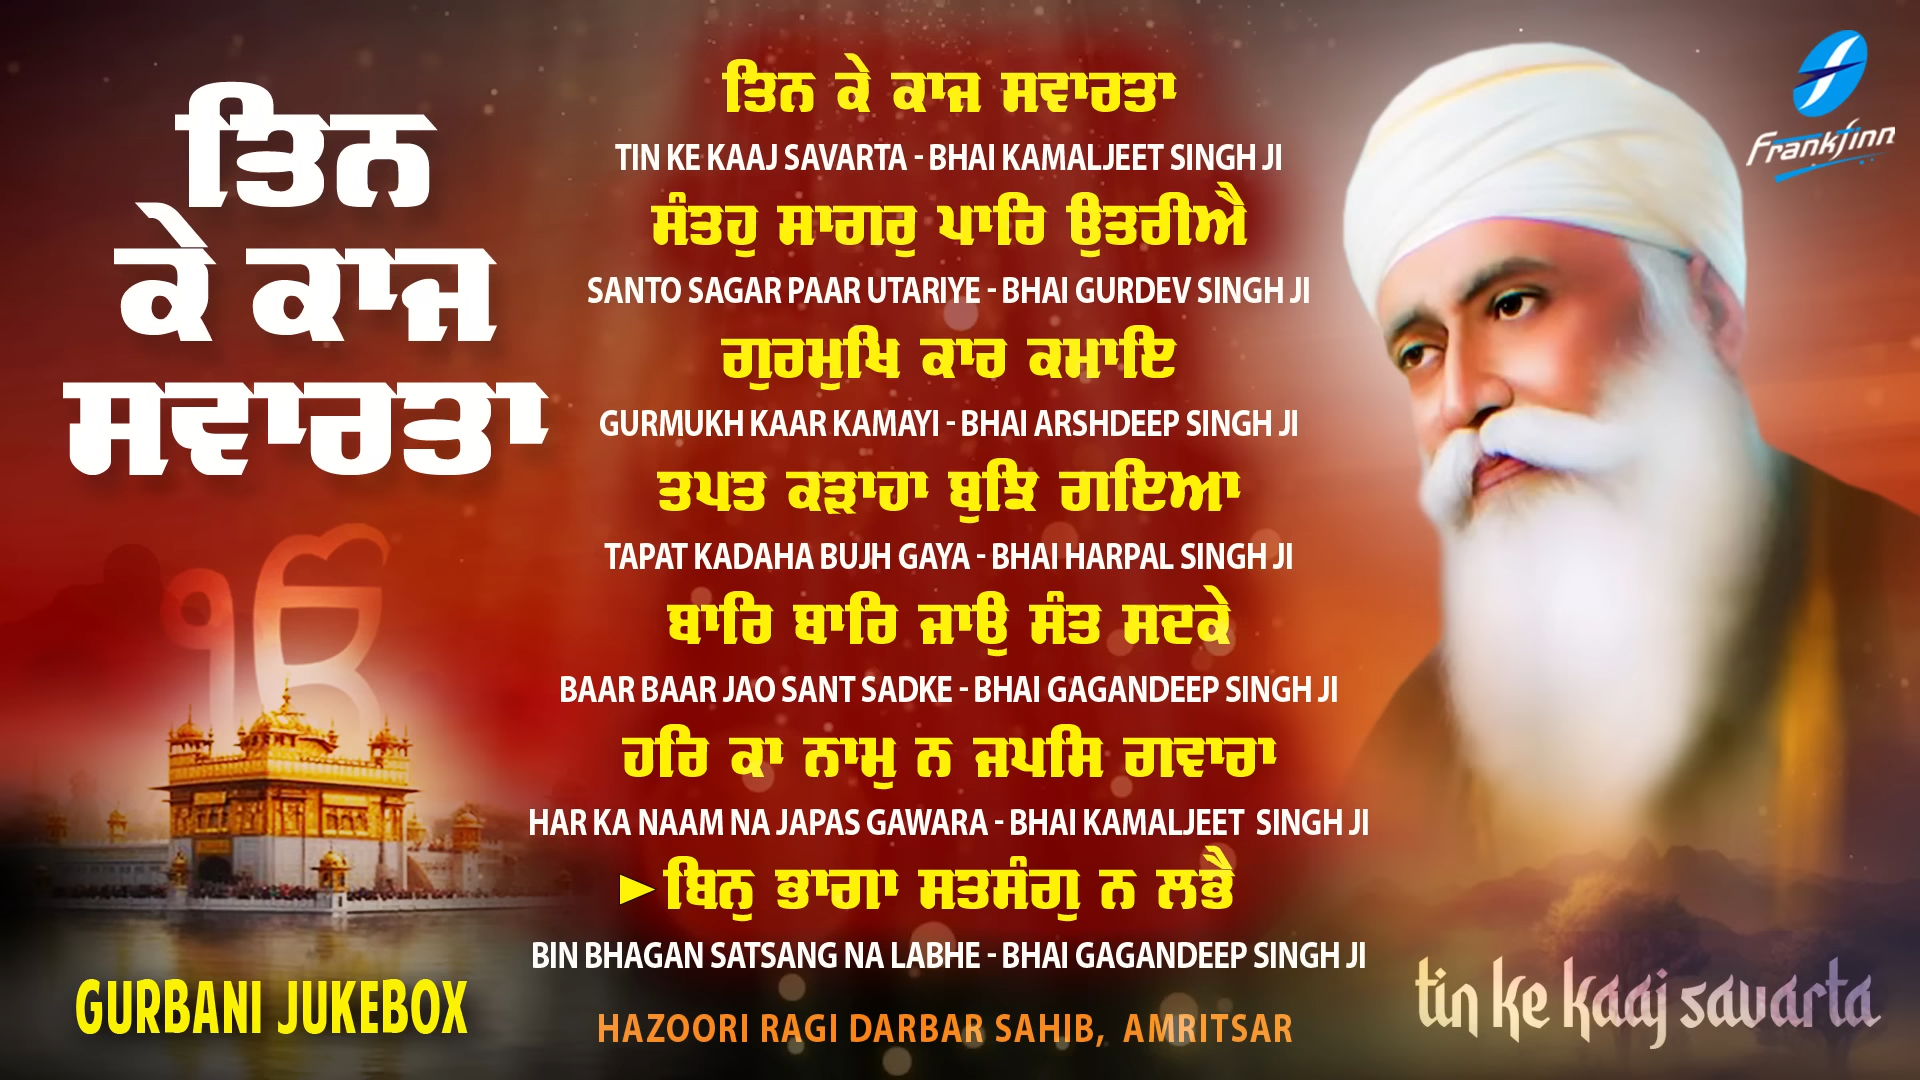 ਤਿਨ
ਕੇ ਕਾਜ
ਸਵਾਰਤਾ
ੴ
GURBANI JUKEBOX
ਤਿਨ ਕੇ ਕਾਜ ਸਵਾਰਤਾ
TIN KE KAAJ SAVARTA - BHAI KAMALJEET SINGH JI
ਸੰਤਹੁ ਸਾਗਰੁ ਪਾਰਿ ਉਤਰੀਐ
SANTO SAGAR PAAR UTARIYE - BHAI GURDEV SINGH JI
ਗੁਰਮੁਖਿ ਕਾਰ ਕਮਾਇ
GURMUKH KAAR KAMAYI - BHAI ARSHDEEP SINGH JI
ਤਪਤ ਕੜਾਹਾ ਬੁਝਿ ਗਇਆ
TAPAT KADAHA BUJH GAYA - BHAI HARPAL SINGH JI
ਬਾਰਿ ਬਾਰਿ ਜਾਉ ਸੰਤ ਸਦਕੇ
BAAR BAAR JAO SANT SADKE - BHAI GAGANDEEP SINGH JI
ਹਰਿ ਕਾ ਨਾਮੁ ਨ ਜਪਸਿ ਗਵਾਰਾ
HAR KA NAAM NA JAPAS GAWARA - BHAI KAMALJEET SINGH JI
ਬਿਨੁ ਭਾਗਾ ਸਤਸੰਗੁ ਨ ਲਭੈ
BIN BHAGAN SATSANG NA LABHE - BHAI GAGANDEEP SINGH JI
HAZOORI RAGI DARBAR SAHIB, AMRITSAR
Frankfinn
tin ke kaaj savarta